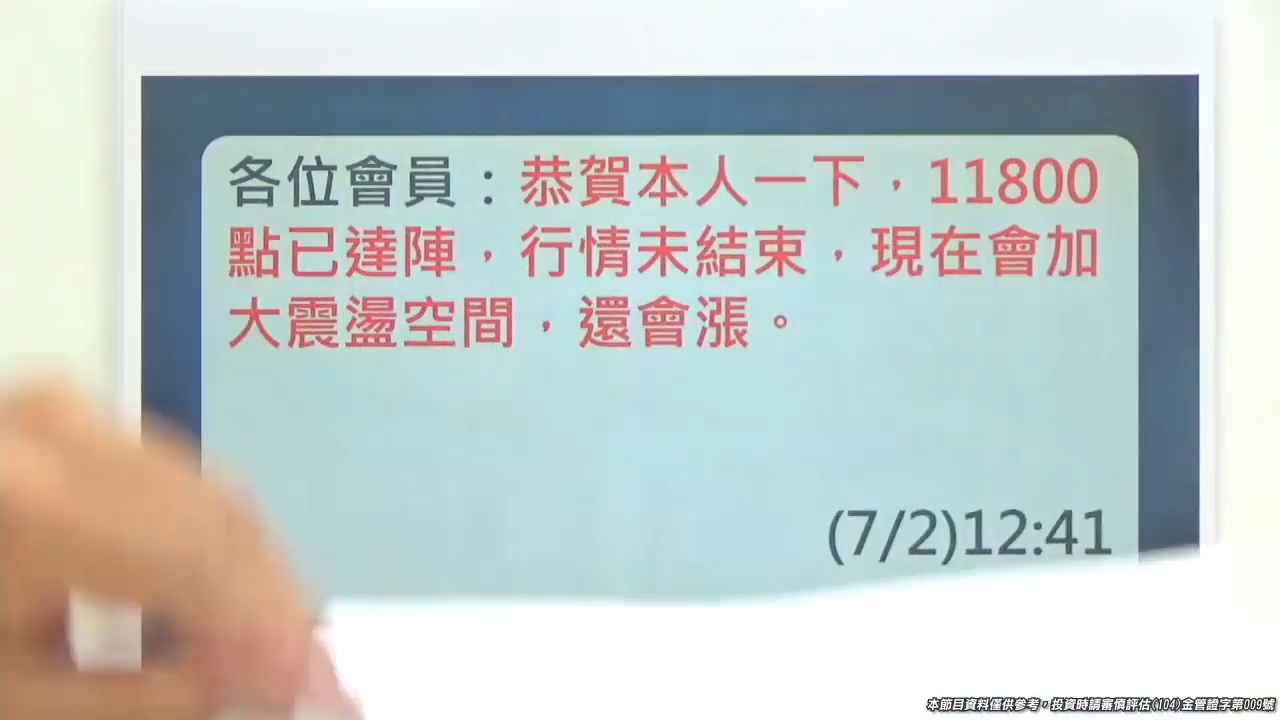 各位會員：恭賀本人一下，11800
點已達陣，行情未結束，現在會加
大震盪空間，還會漲。
(7/2)12:41
本節目資料僅供參考，投資時請審慎評估(104)金管證字第009號